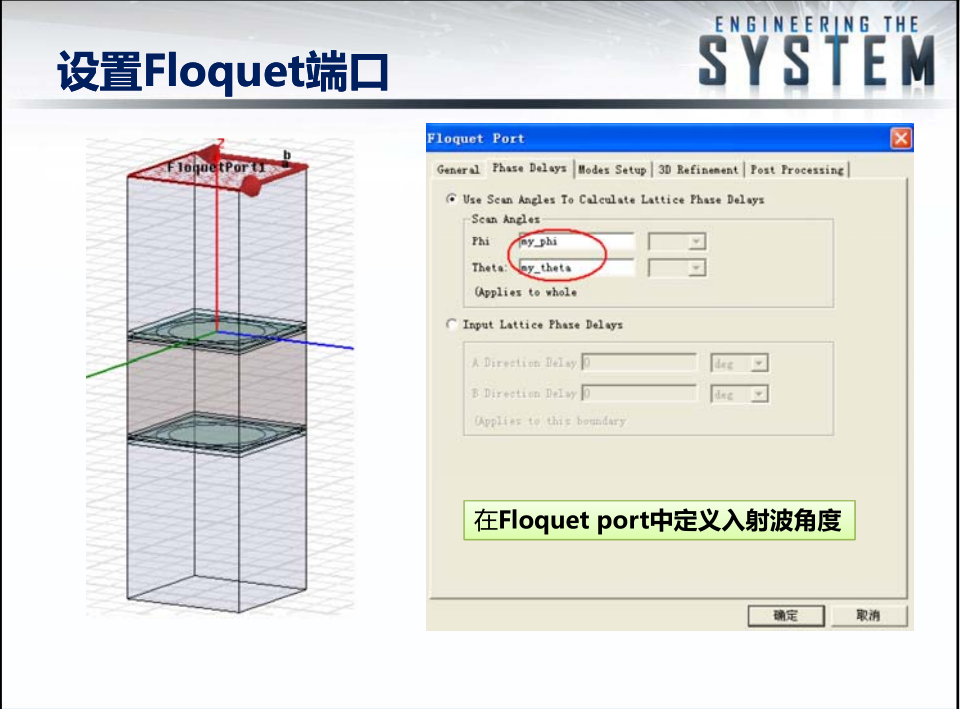 ENGINEERING THE
SYSTEM
设置Floquet端口
z
b
FloquetPort1
a
Floquet Port
General Phase Delays Modes Setup 3D Refinement Post Processing
Use Scan Angles To Calculate Lattice Phase Delays
Scan Angles
Phi my_phi
Theta: my_theta
(Applies to whole
Input Lattice Phase Delays
A Direction Delay 0 deg
B Direction Delay 0 deg
(Applies to this boundary
在Floquet port中定义入射波角度
确定 取消